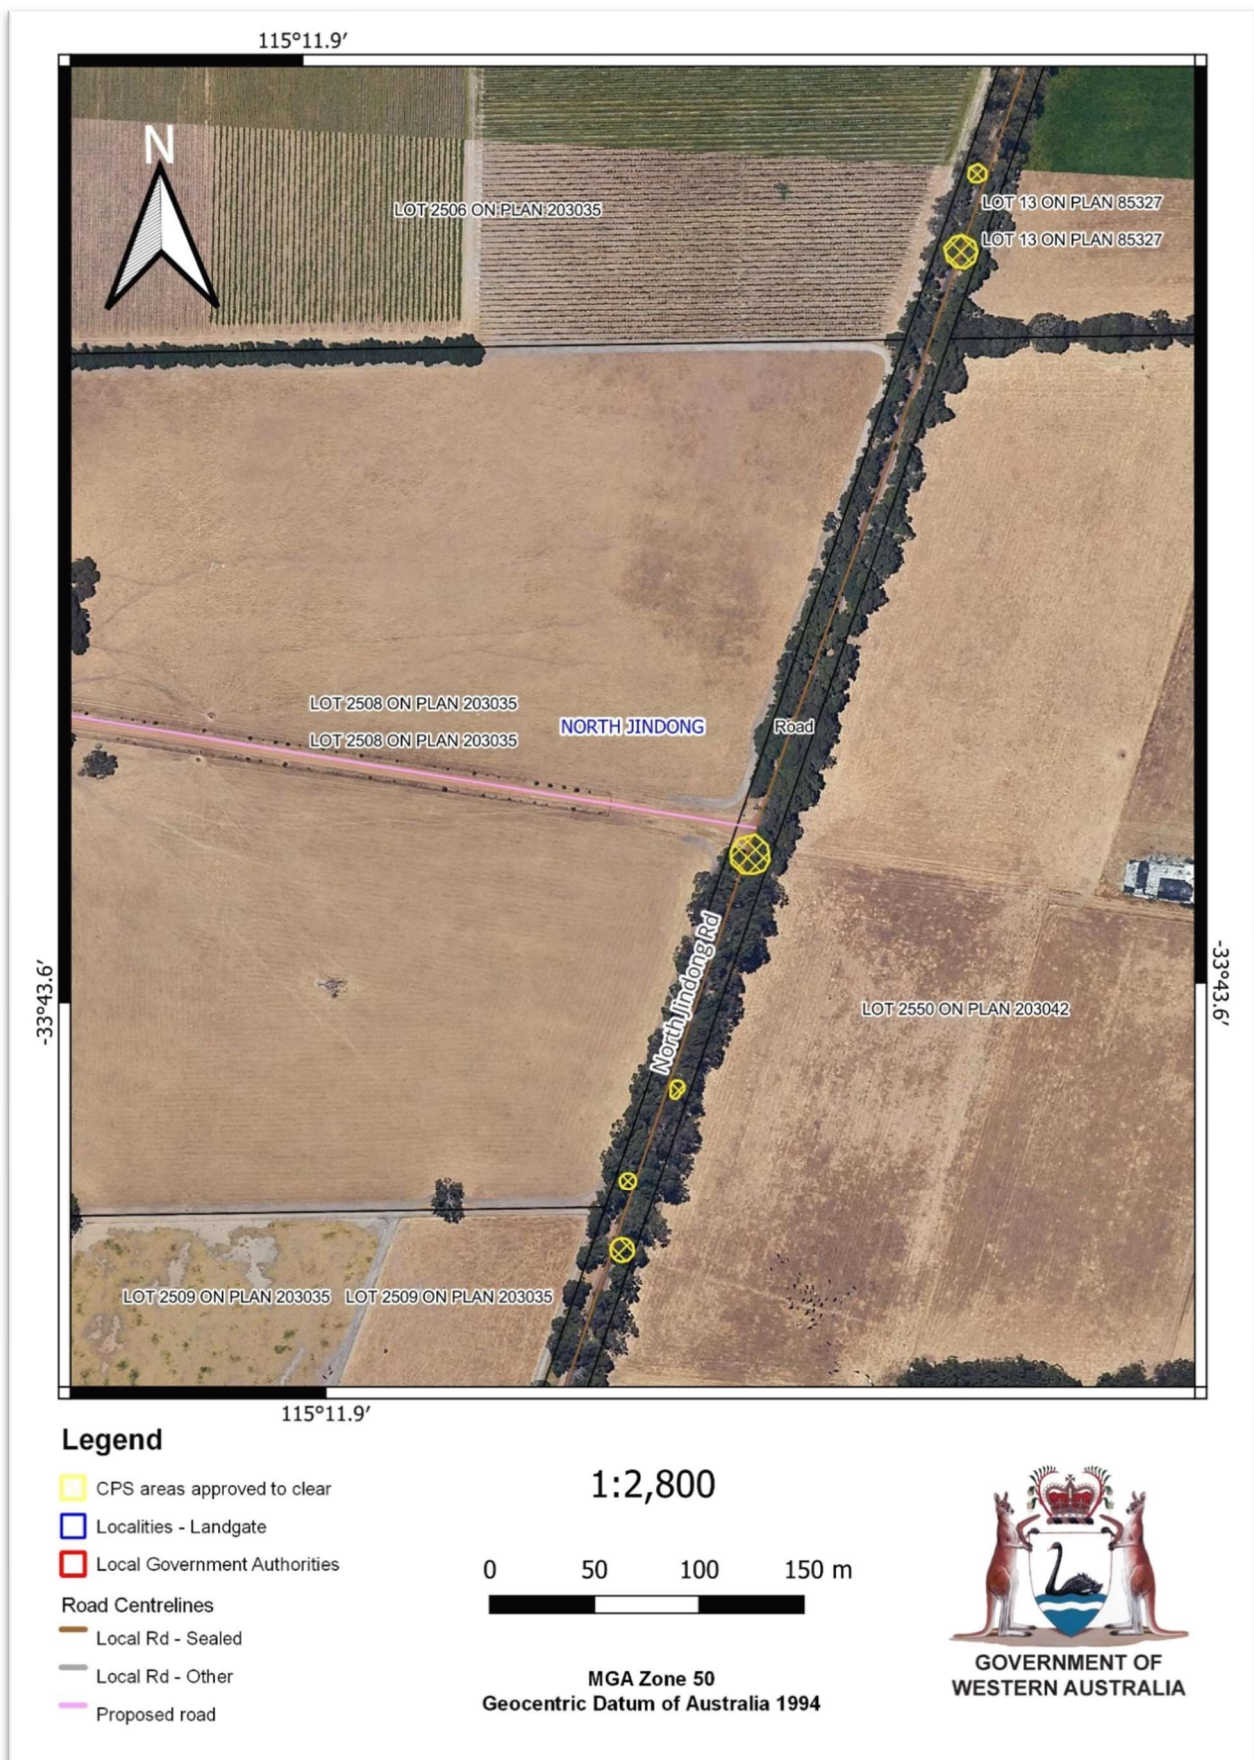 115°11.9′
N
LOT 2506 ON PLAN 203035
LOT 13 ON PLAN 85327
LOT 13 ON PLAN 85327
LOT 2508 ON PLAN 203035
NORTH JINDONG
Road
LOT 2508 ON PLAN 203035
North Jindong Rd
-33°43.6′
-33°43.6′
LOT 2550 ON PLAN 203042
LOT 2509 ON PLAN 203035
LOT 2509 ON PLAN 203035
115°11.9′
Legend
CPS areas approved to clear
Localities - Landgate
Local Government Authorities
Road Centrelines
Local Rd - Sealed
Local Rd - Other
Proposed road
1:2,800
0 50 100 150 m
MGA Zone 50
Geocentric Datum of Australia 1994
GOVERNMENT OF
WESTERN AUSTRALIA